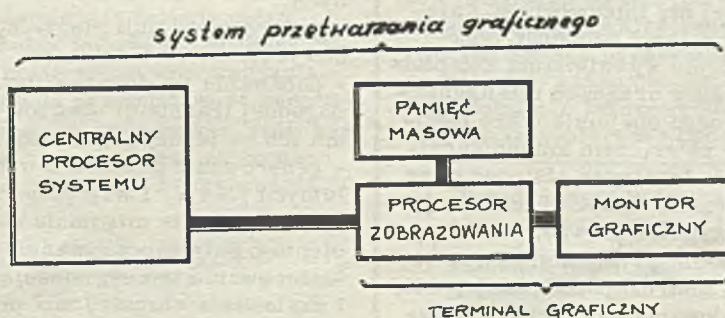 system przetwarzania graficznego
CENTRALNY
PROCESOR
SYSTEMU
PAMIĘĆ
MASOWA
PROCESOR
ZOBRAZOWANIA
MONITOR
GRAFICZNY
TERMINAL GRAFICZNY